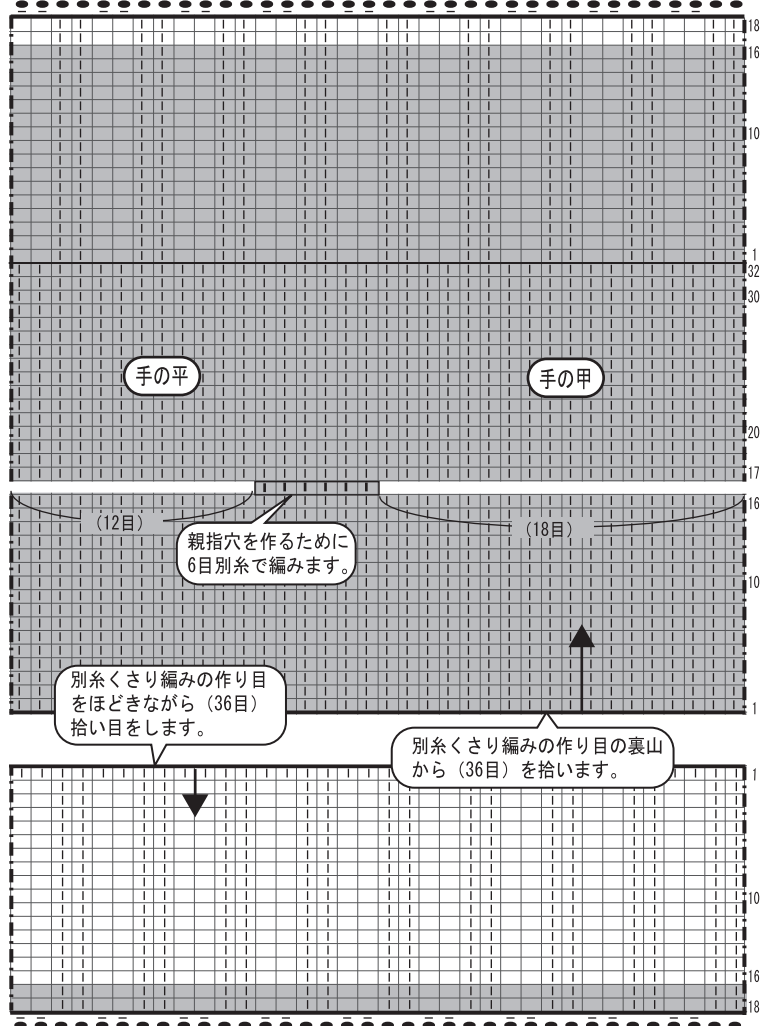 18
16
10
1
32
30
手の平
手の甲
20
17
16
(12目)
(18目)
親指穴を作るために
6目別糸で編みます。
10
別糸くさり編みの作り目
をほどきながら（36目）
拾い目をします。
1
別糸くさり編みの作り目の裏山
から（36目）を拾います。
1
10
16
18